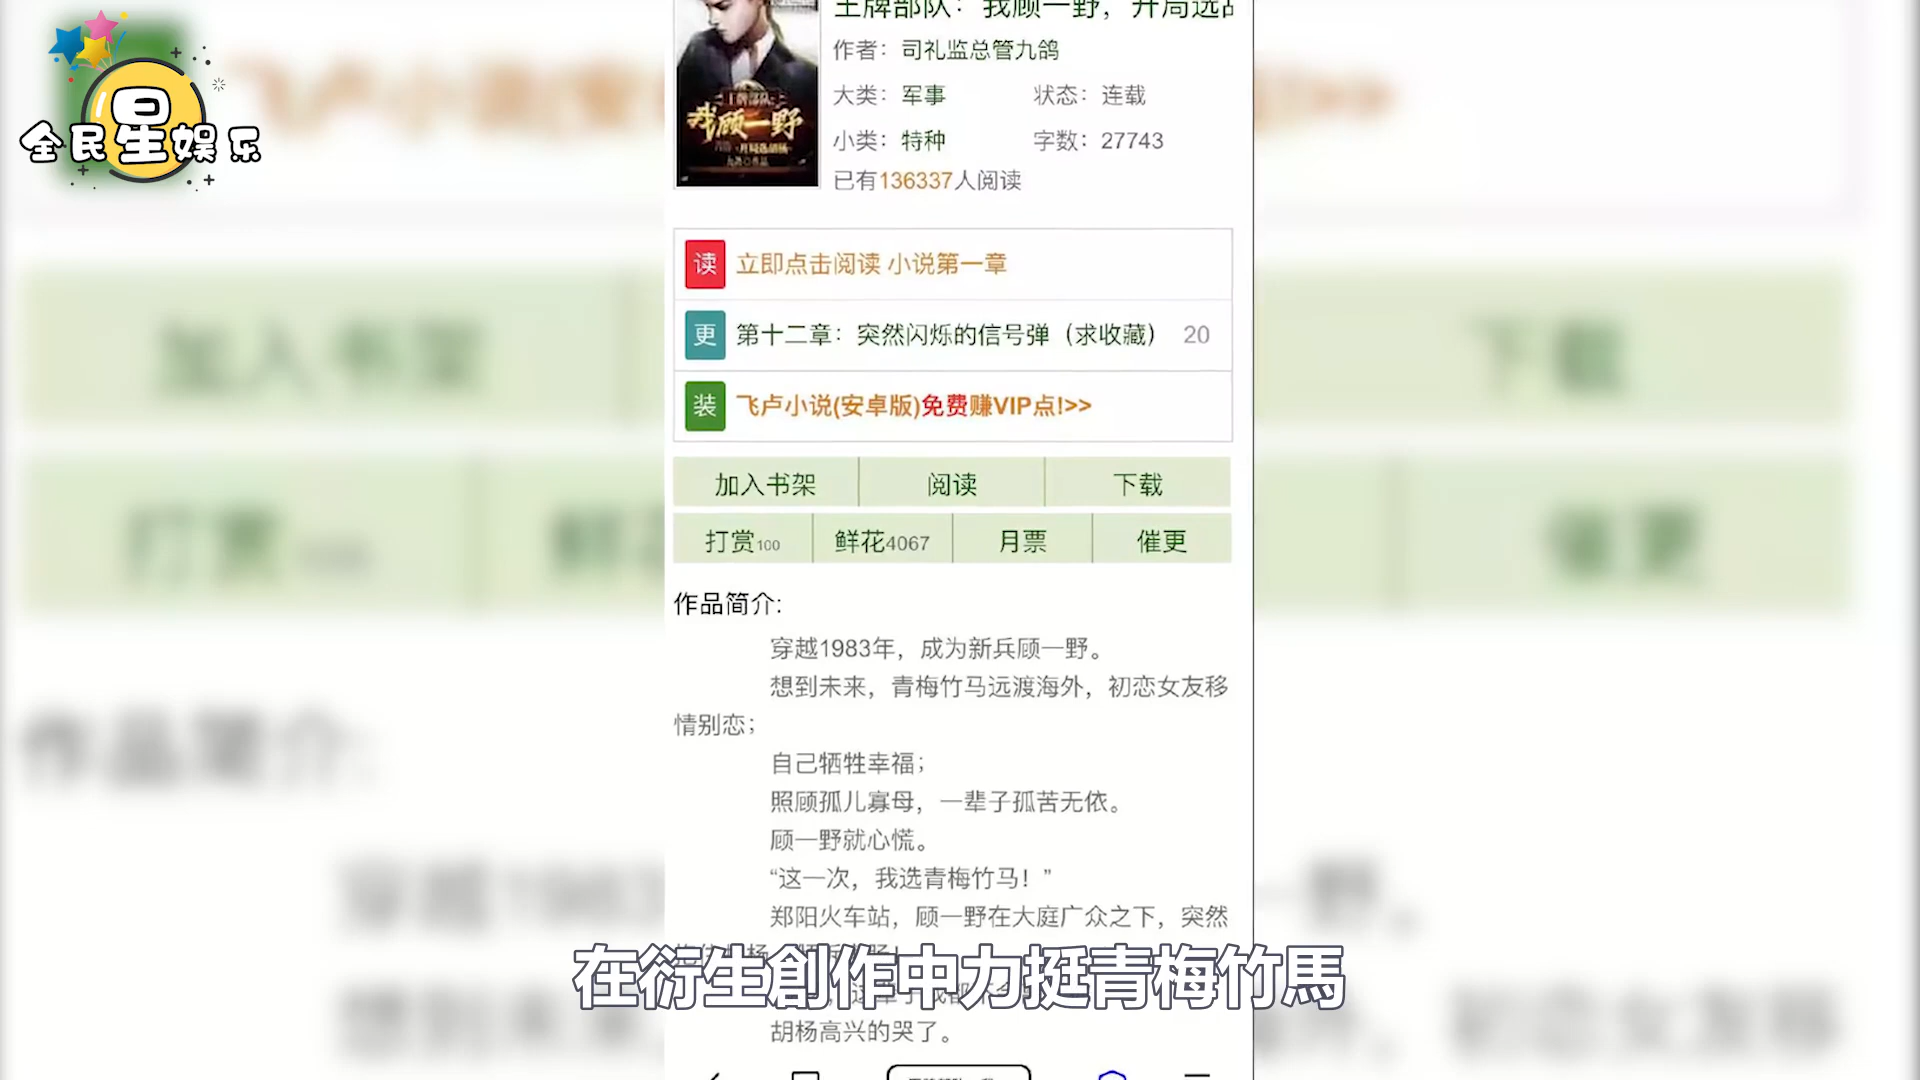 王牌部队：我顾一野，开局选
作者：司礼监总管九鸽
大类：军事 状态：连载
小类：特种 字数：27743
已有136337人阅读
全民星娱乐
我顾一野
读 立即点击阅读 小说第一章
更 第十二章：突然闪烁的信号弹（求收藏） 20
装 飞卢小说(安卓版)免费赚VIP点!>>
加入书架 阅读 下载
打赏100 鲜花4067 月票 催更
作品简介:
穿越1983年，成为新兵顾一野。
想到未来，青梅竹马远渡海外，初恋女友移
情别恋；
自己牺牲幸福；
照顾孤儿寡母，一辈子孤苦无依。
顾一野就心慌。
“这一次，我选青梅竹马！”
郑阳火车站，顾一野在大庭广众之下，突然
在衍生創作中力挺青梅竹馬
胡杨高兴的哭了。